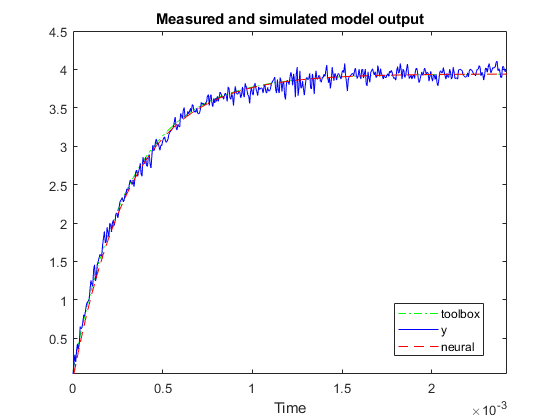 Measured and simulated model output
4.5
4
3.5
3
2.5
2
1.5
1
0.5
toolbox
y
neural
0 0.5 1 1.5 2
Time
×10-3